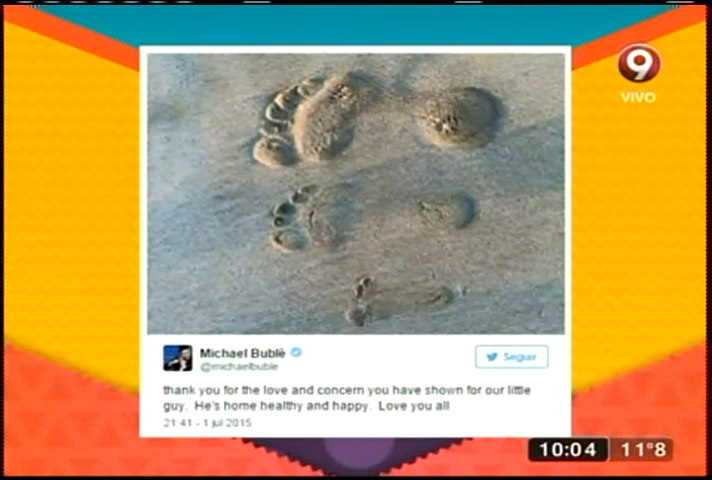 9
VIVO
Michael Bublé
@michaelbuble
Seguir
thank you for the love and concern you have shown for our little
guy. He's home healthy and happy. Love you all
21:41 - 1 jul 2015
10:04 11°8